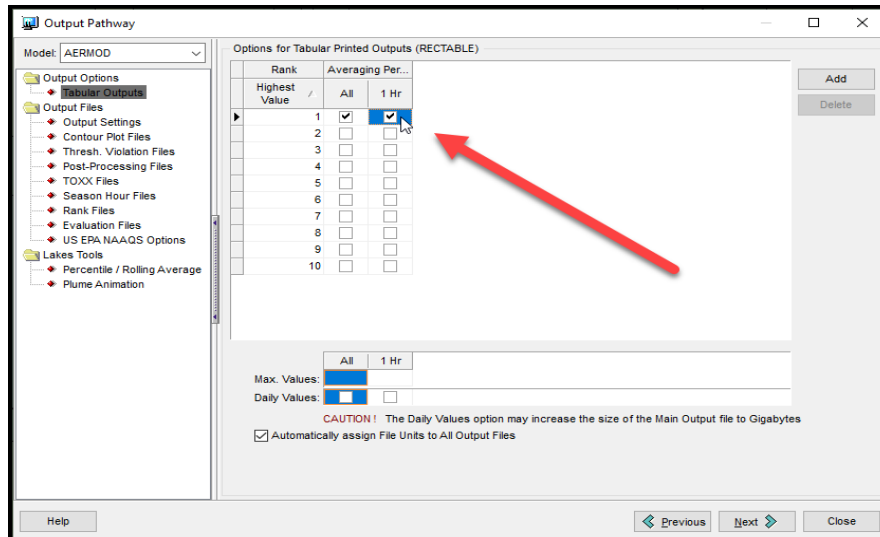 Output Pathway
Model: AERMOD
Output Options
Tabular Outputs
Output Files
Output Settings
Contour Plot Files
Thresh. Violation Files
Post-Processing Files
TOXX Files
Season Hour Files
Rank Files
Evaluation Files
US EPA NAAQS Options
Lakes Tools
Percentile / Rolling Average
Plume Animation
Options for Tabular Printed Outputs (RECTABLE)
Rank Averaging Per...
Highest Value All 1 Hr
1
2
3
4
5
6
7
8
9
10
Add
Delete
All 1 Hr
Max. Values:
Daily Values:
CAUTION ! The Daily Values option may increase the size of the Main Output file to Gigabytes
Automatically assign File Units to All Output Files
Help Previous Next Close